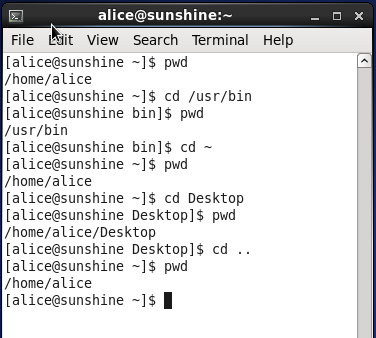 alice@sunshine:~
File Edit View Search Terminal Help
[alice@sunshine ~]$ pwd
/home/alice
[alice@sunshine ~]$ cd /usr/bin
[alice@sunshine bin]$ pwd
/usr/bin
[alice@sunshine bin]$ cd ~
[alice@sunshine ~]$ pwd
/home/alice
[alice@sunshine ~]$ cd Desktop
[alice@sunshine Desktop]$ pwd
/home/alice/Desktop
[alice@sunshine Desktop]$ cd ..
[alice@sunshine ~]$ pwd
/home/alice
[alice@sunshine ~]$